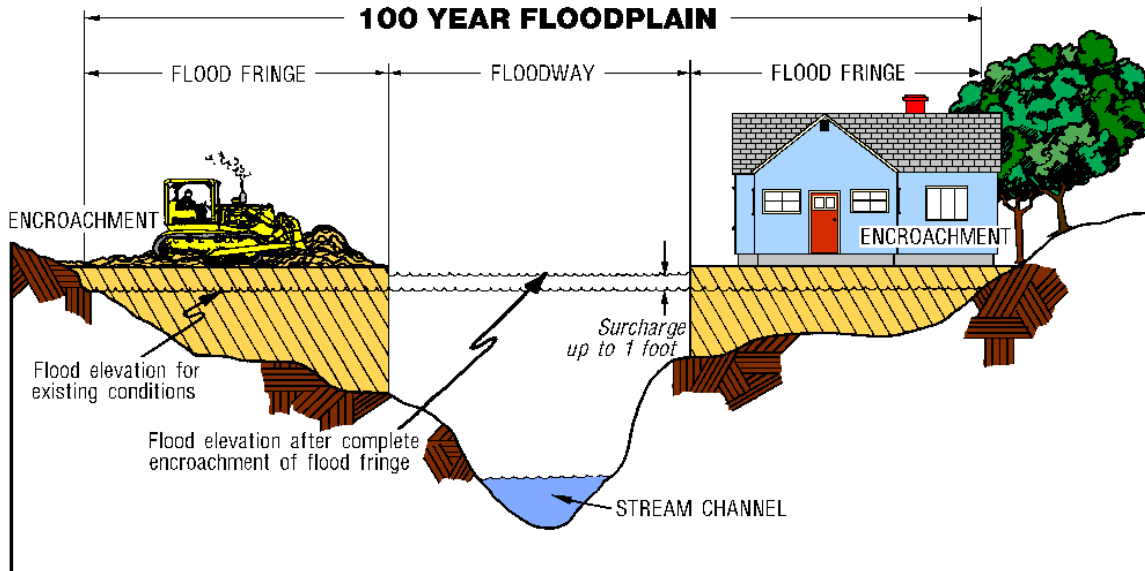 100 YEAR FLOODPLAIN
FLOOD FRINGE
FLOODWAY
FLOOD FRINGE
ENCROACHMENT
ENCROACHMENT
Surcharge
up to 1 foot
Flood elevation for
existing conditions
Flood elevation after complete
encroachment of flood fringe
STREAM CHANNEL